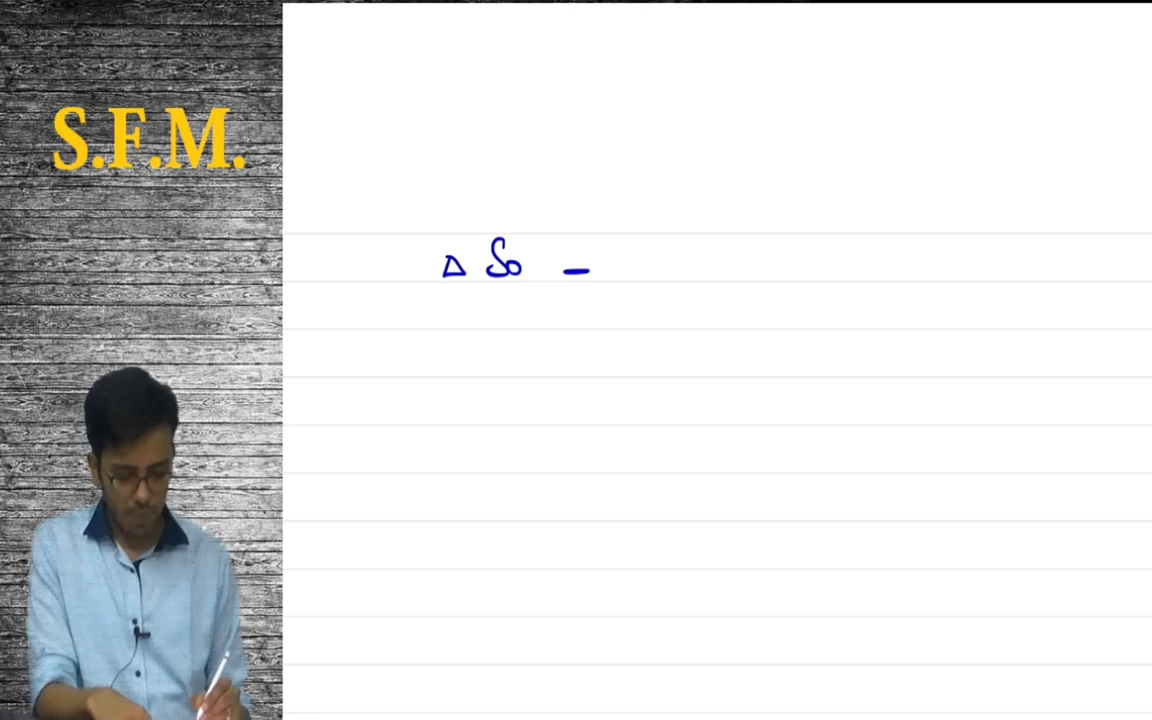 S.F.M.
Δ So –